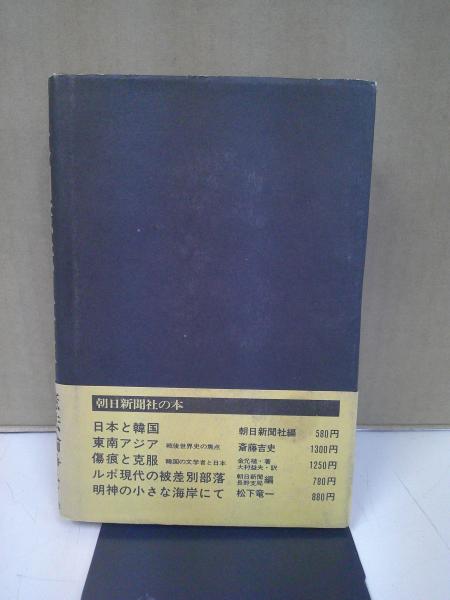 朝日新聞社の本
日本と韓国 朝日新聞社編 580円
東南アジア 戦後世界史の焦点 斎藤吉史 1300円
傷痕と克服 韓国の文学者と日本 金允植・著 大村益夫・訳 1250円
ルポ現代の被差別部落 朝日新聞長野支局編 780円
明神の小さな海岸にて 松下竜一 880円